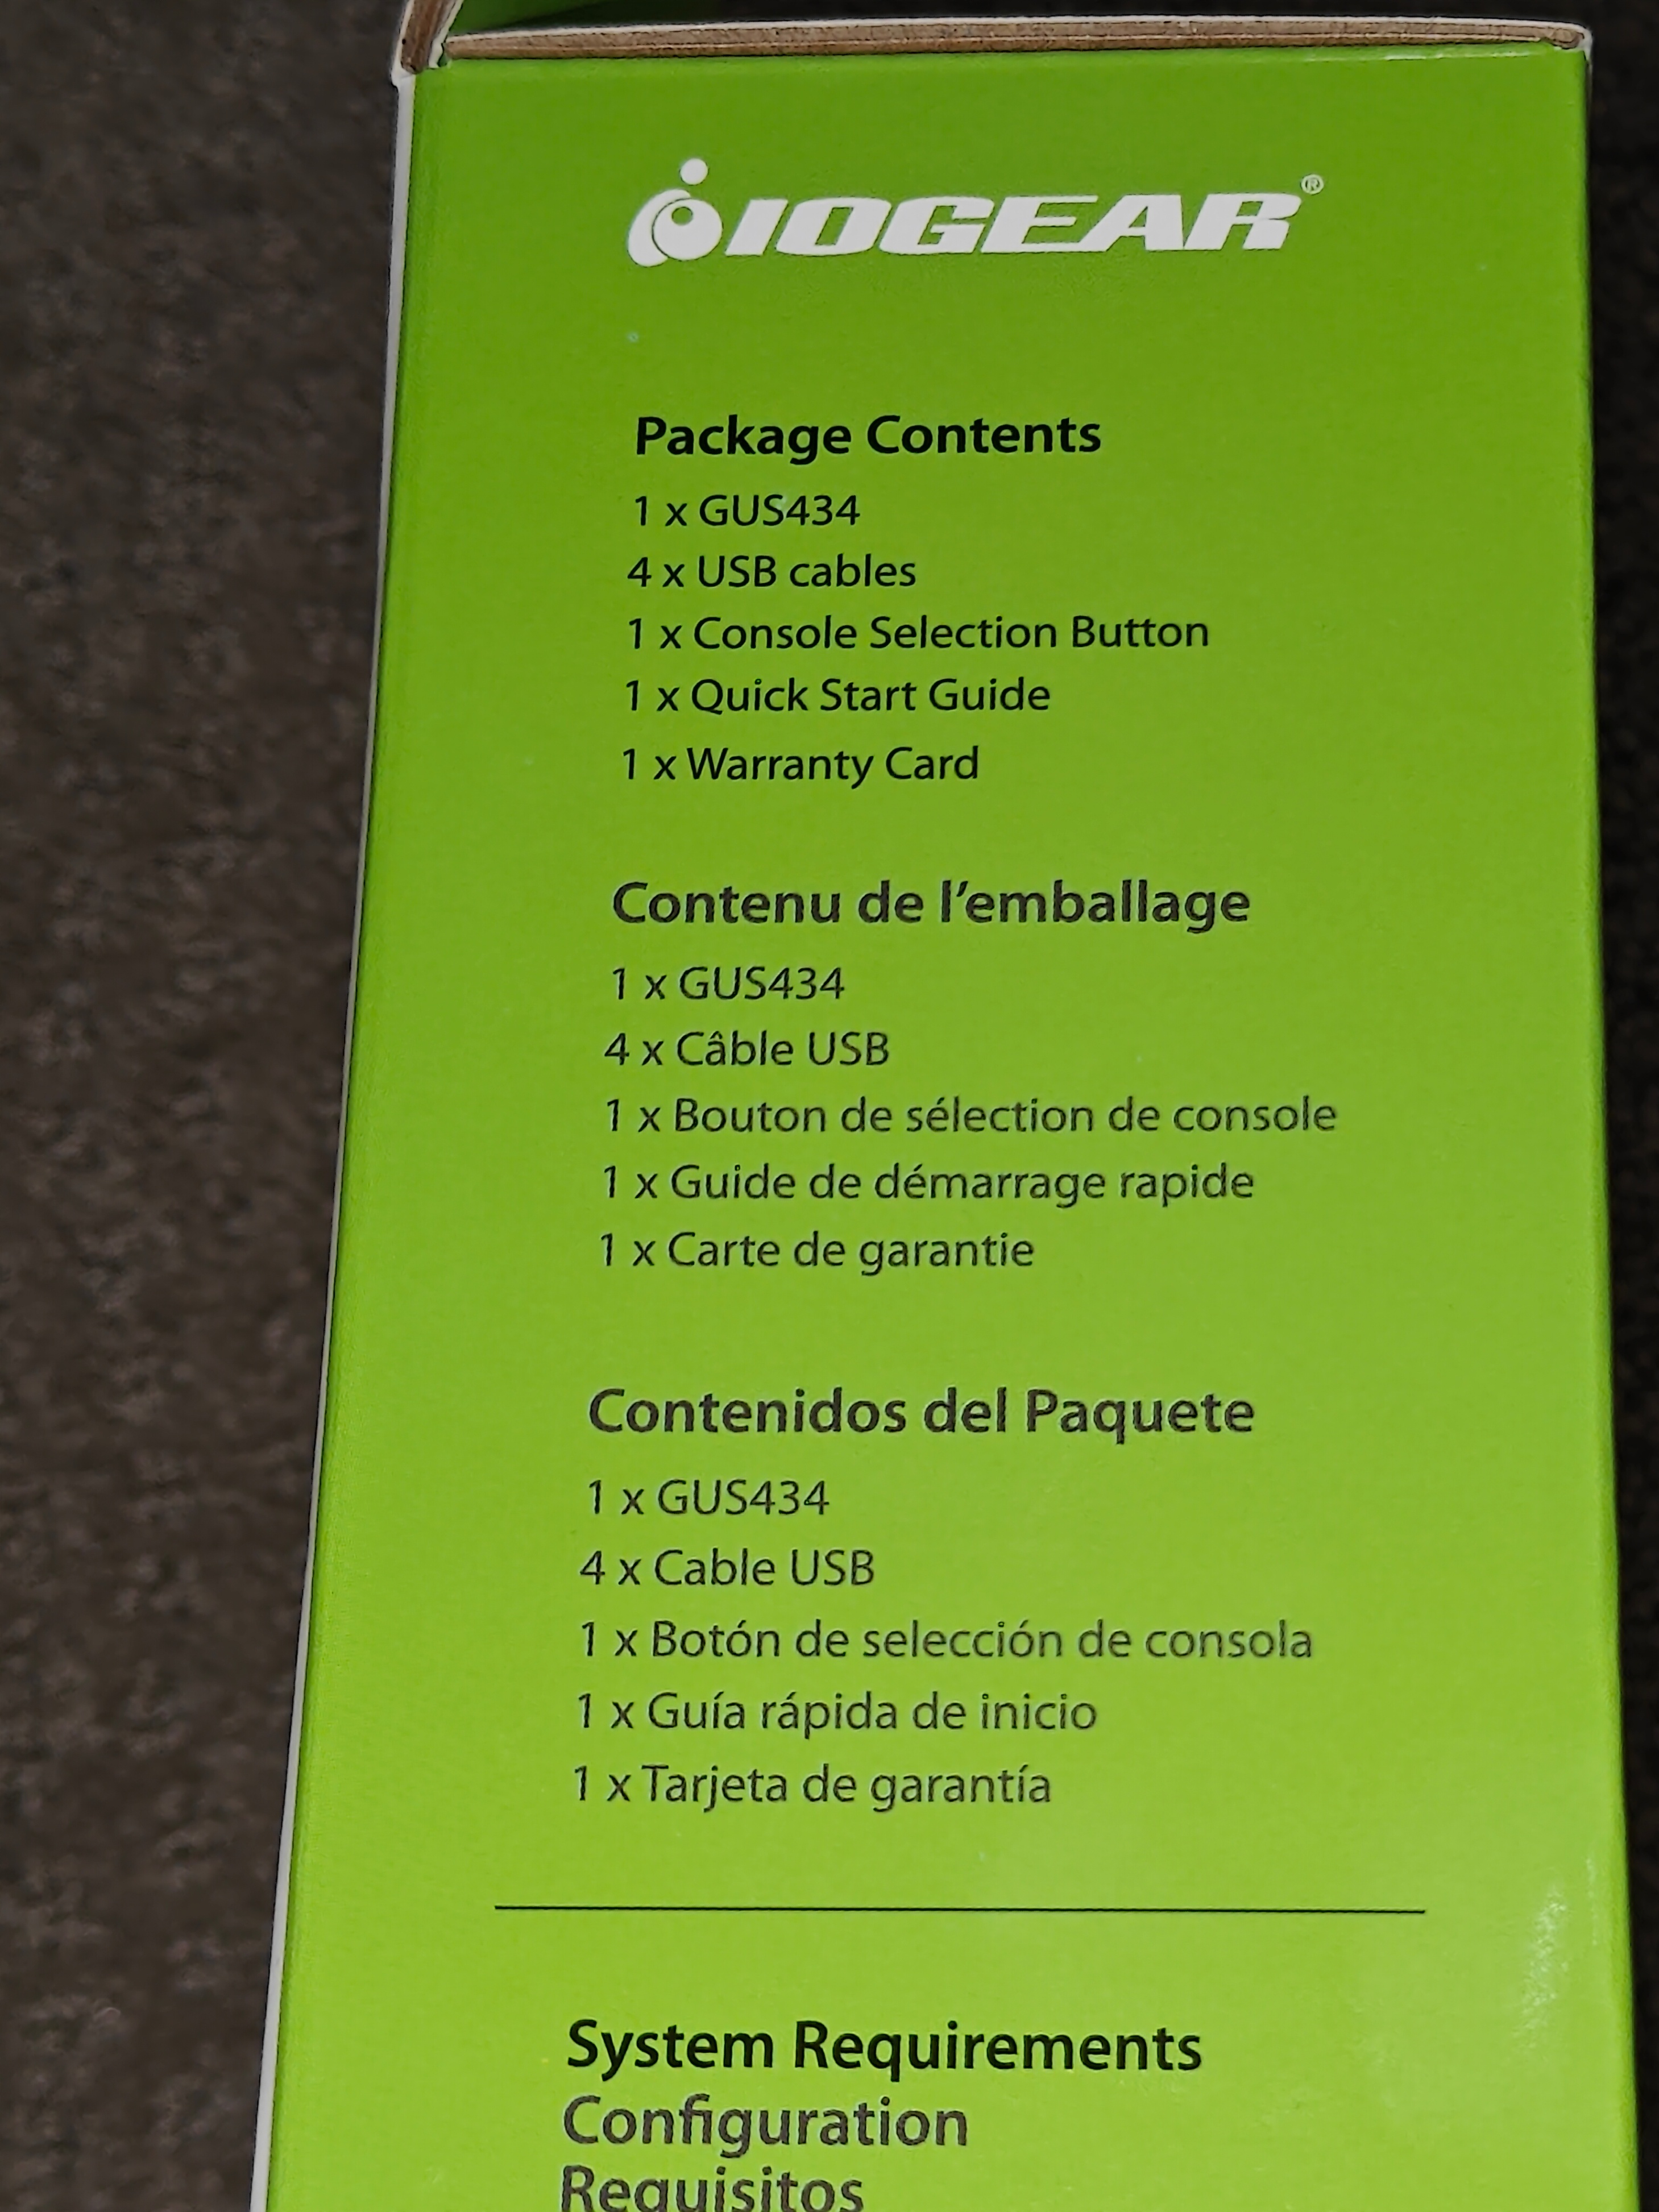 IOGEAR®
Package Contents
1 x GUS434
4 x USB cables
1 x Console Selection Button
1 x Quick Start Guide
1 x Warranty Card
Contenu de l’emballage
1 x GUS434
4 x Câble USB
1 x Bouton de sélection de console
1 x Guide de démarrage rapide
1 x Carte de garantie
Contenidos del Paquete
1 x GUS434
4 x Cable USB
1 x Botón de selección de consola
1 x Guía rápida de inicio
1 x Tarjeta de garantía
System Requirements
Configuration
Requisitos